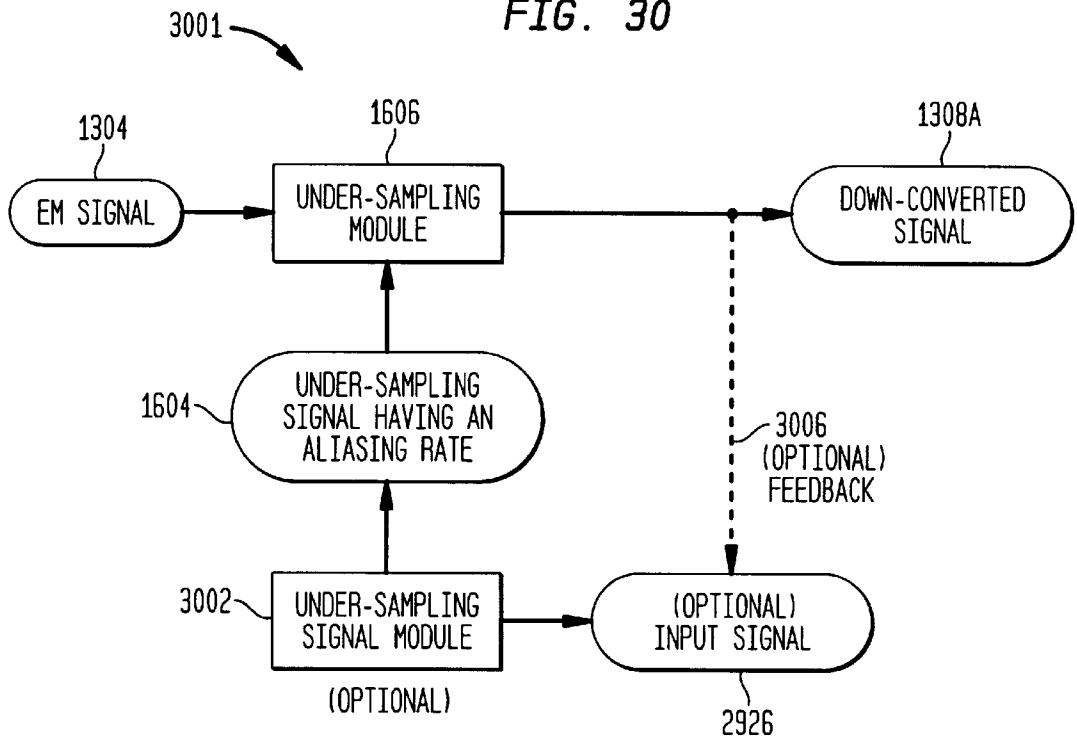 FIG. 30
3001
1304
1606
1308A
EM SIGNAL
UNDER-SAMPLING
MODULE
DOWN-CONVERTED
SIGNAL
1604
UNDER-SAMPLING
SIGNAL HAVING AN
ALIASING RATE
3006
(OPTIONAL)
FEEDBACK
3002
UNDER-SAMPLING
SIGNAL MODULE
(OPTIONAL)
(OPTIONAL)
INPUT SIGNAL
2926